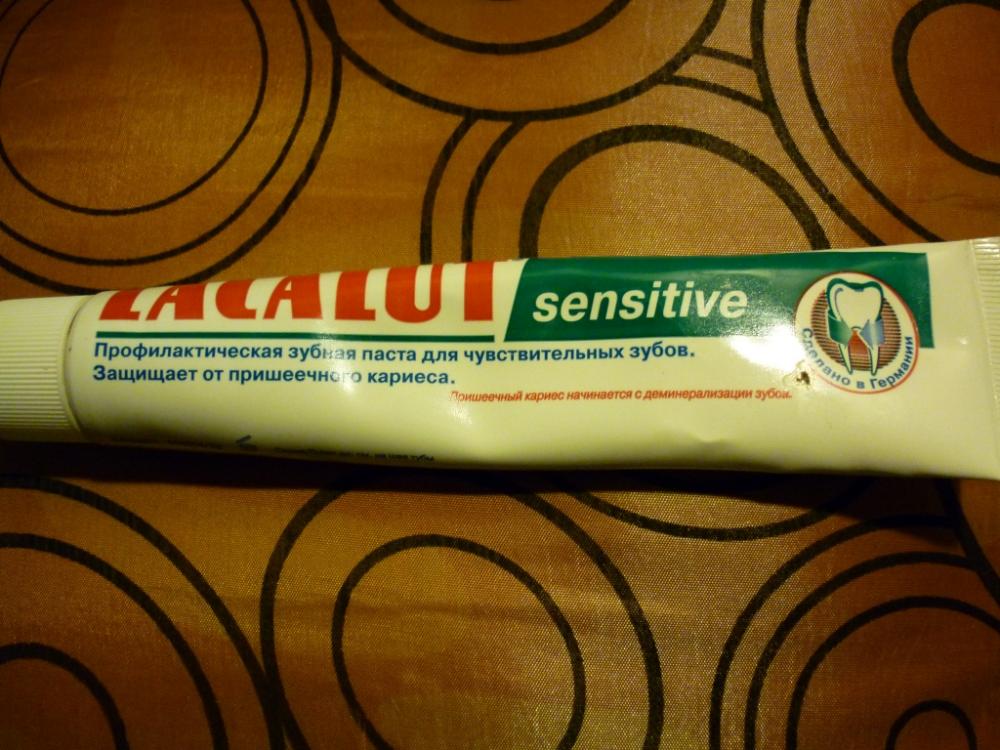 LACALUT
sensitive
Профилактическая зубная паста для чувствительных зубов.
Защищает от пришеечного кариеса.
Пришеечный кариес начинается с деминерализации зубов.
Сделано в Германии